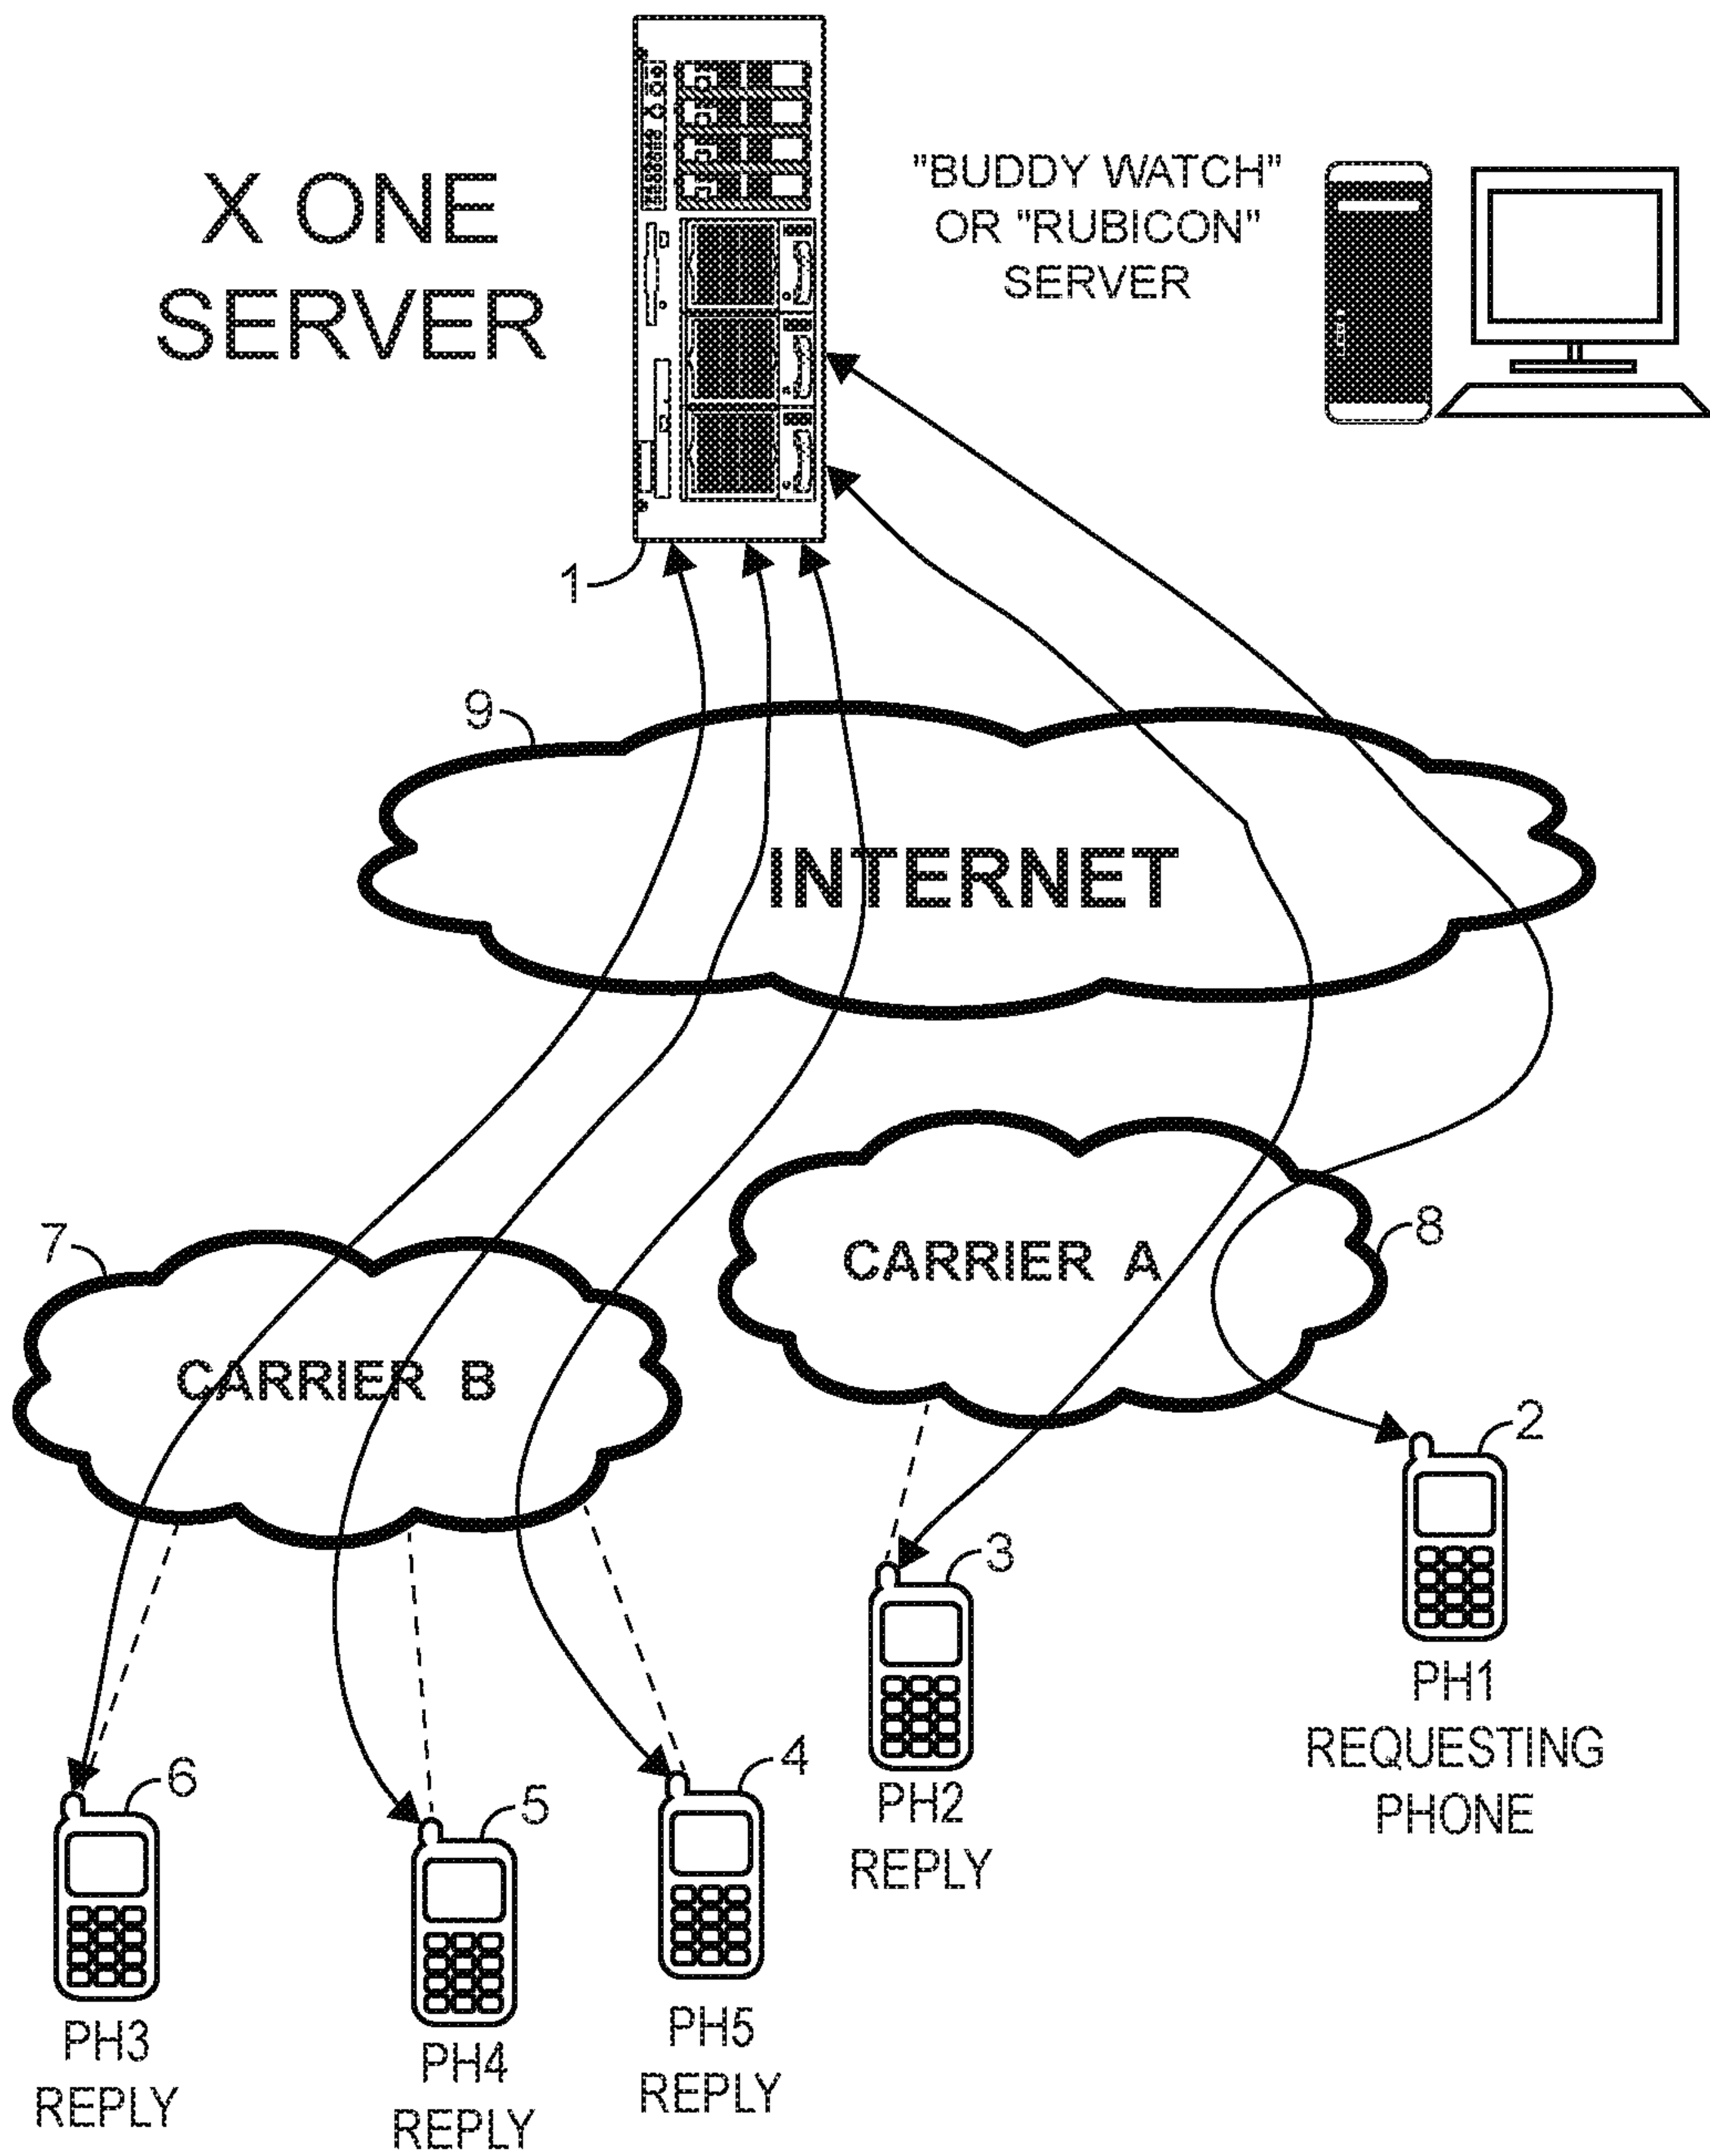 X ONE
SERVER
"BUDDY WATCH"
OR "RUBICON"
SERVER
1
9
INTERNET
7
CARRIER B
CARRIER A
8
2
PH1
REQUESTING
PHONE
3
PH2
REPLY
4
PH5
REPLY
5
PH4
REPLY
6
PH3
REPLY